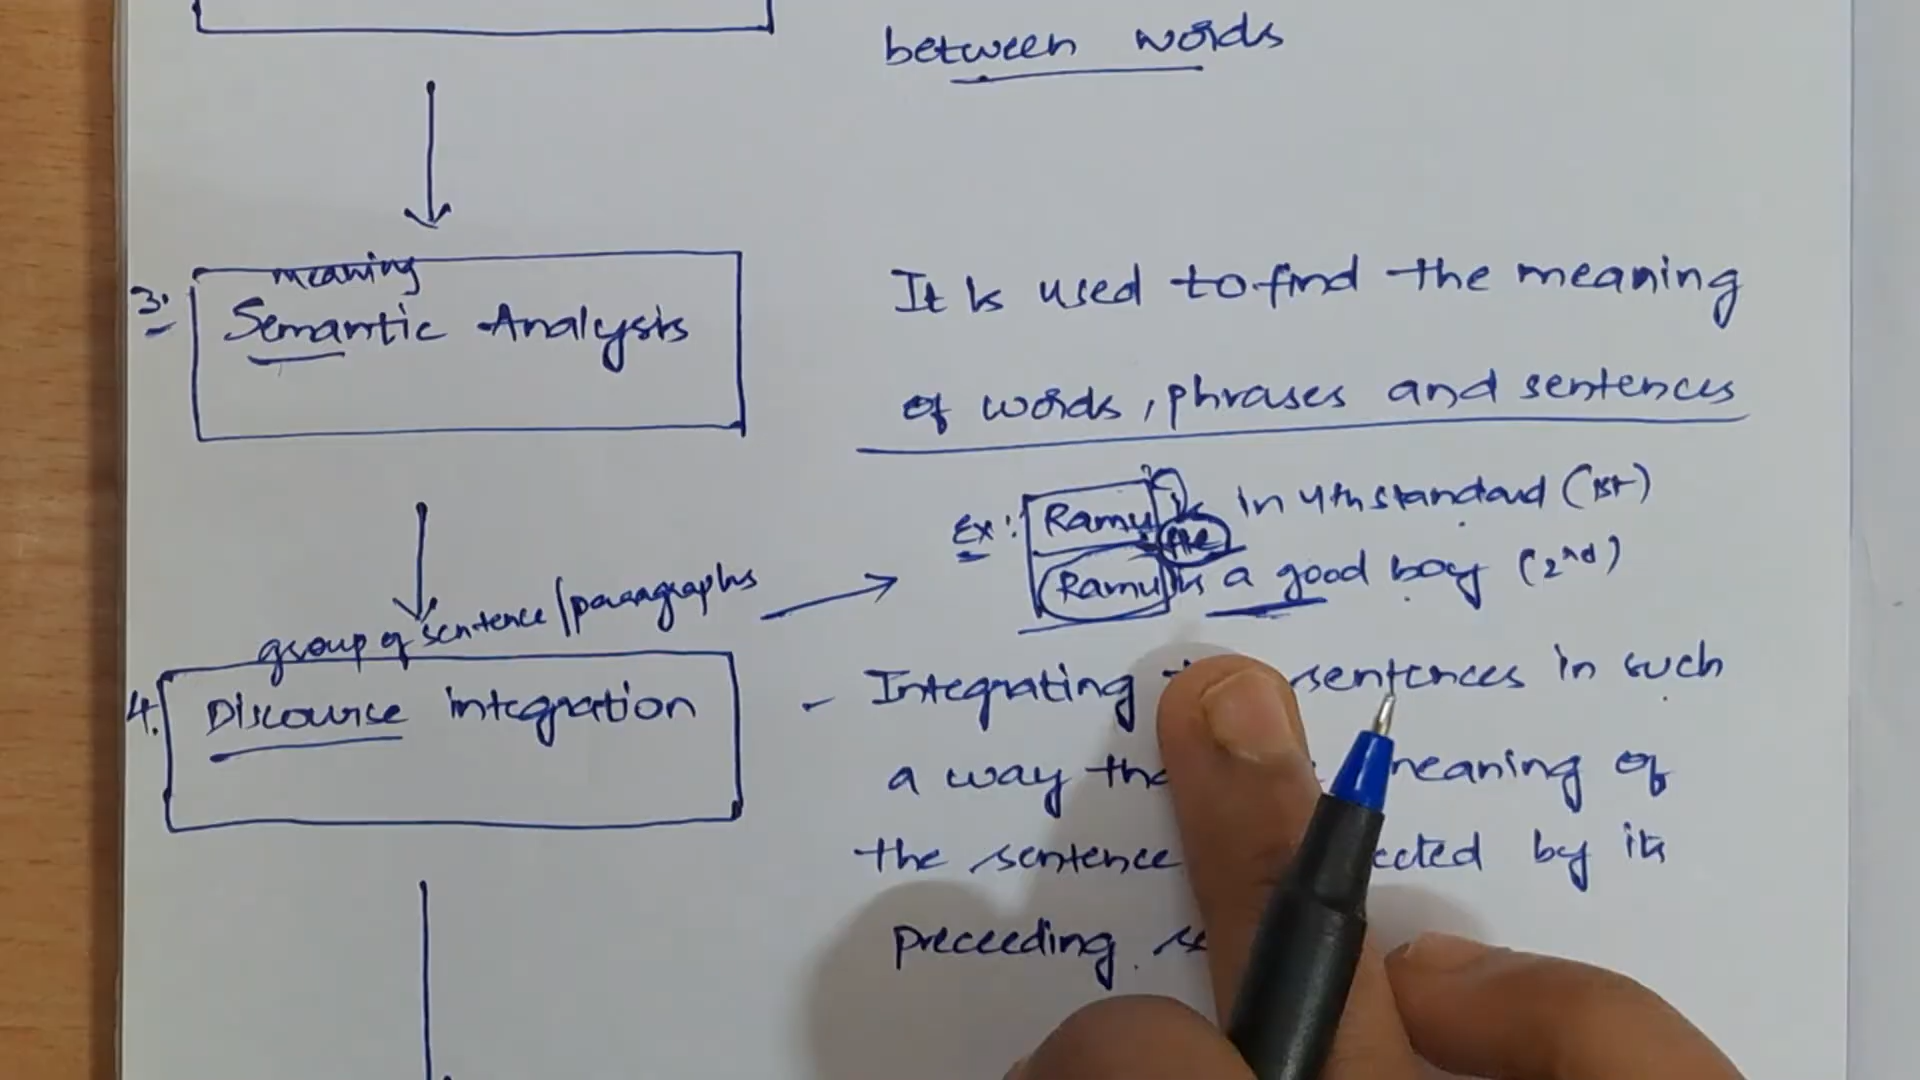 between words
meaning
3. Semantic Analysis
It is used to find the meaning
of words, phrases and sentences
Ex: Ramu is in 4th standard (1st)
He
Ramu is a good boy (2nd)
group of sentence/paragraphs
4. Discourse integration
- Integrating sentences in such
a way meaning of
the sentence by its
preceeding